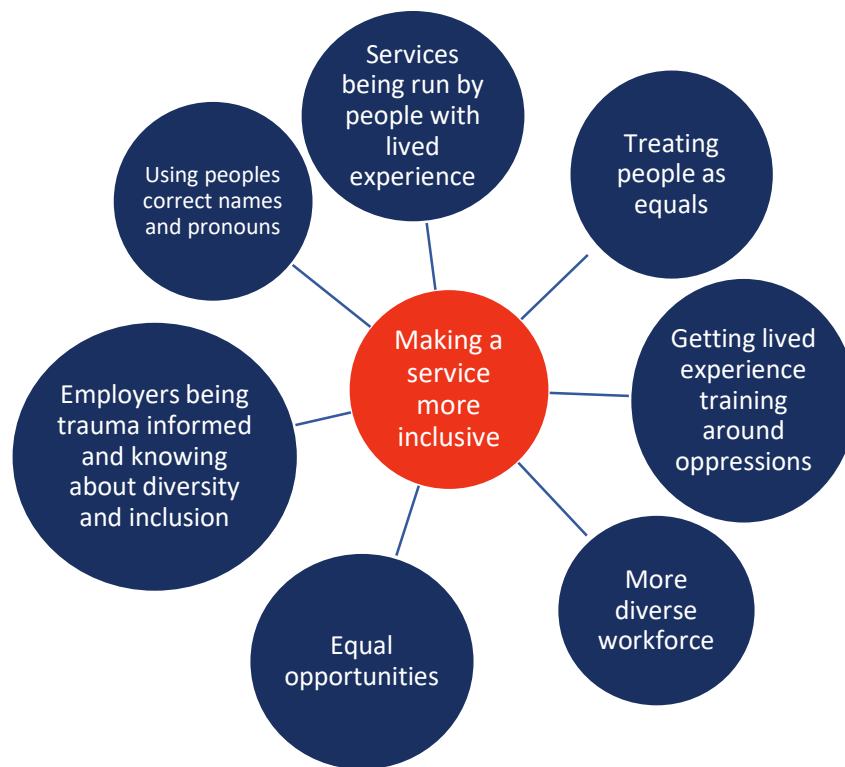 Services
being run by
people with
lived
experience
Treating
people as
equals
Using peoples
correct names
and pronouns
Making a
service
more
inclusive
Getting lived
experience
training
around
oppressions
Employers being
trauma informed
and knowing
about diversity
and inclusion
More
diverse
workforce
Equal
opportunities